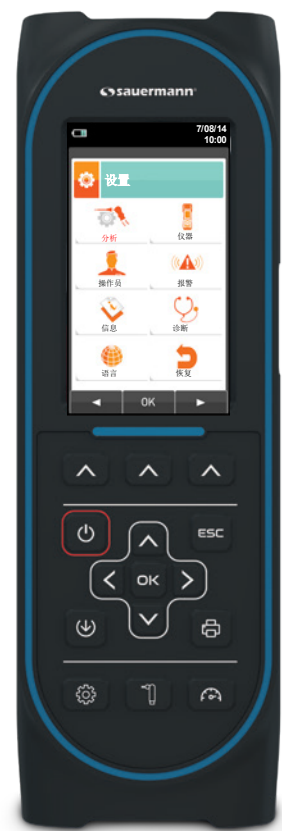 sauermann
7/08/14
10:00
设置
分析
仪器
操作员
报警
信息
诊断
语言
恢复
OK
ESC
OK